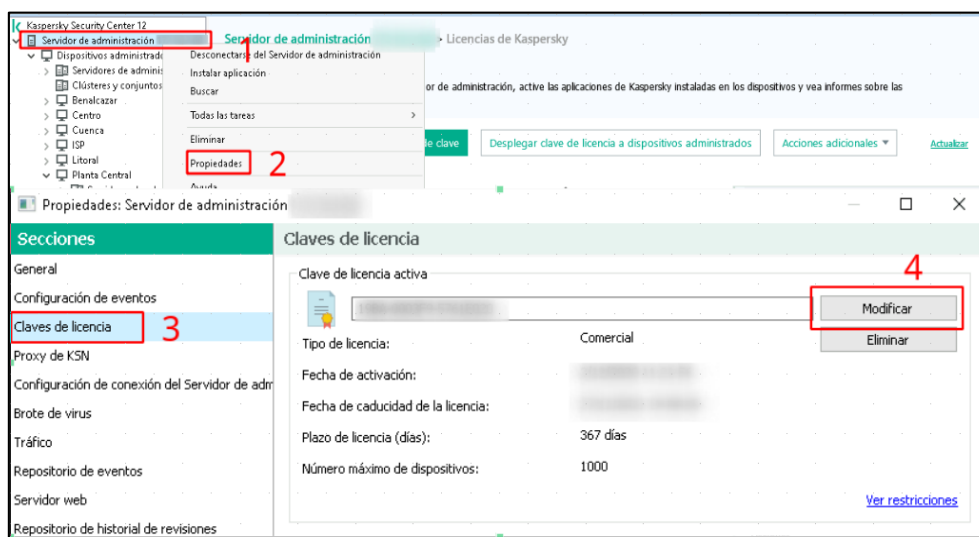 Kaspersky Security Center 12
Servidor de administración
1
Servidor de administración
Licencias de Kaspersky
Dispositivos administrado
Desconectarse del Servidor de administración
Servidores de adminis
Instalar aplicación
Clústeres y conjuntos
Buscar
or de administración, active las aplicaciones de Kaspersky instaladas en los dispositivos y vea informes sobre las
Benalcazar
Centro
Todas las tareas >
Cuenca
ISP
Eliminar
de clave
Desplegar clave de licencia a dispositivos administrados
Acciones adicionales
Actualizar
Litoral
Propiedades
2
Planta Central
Ayuda
Propiedades: Servidor de administración
Secciones
Claves de licencia
General
Clave de licencia activa
4
Configuración de eventos
Modificar
Claves de licencia
3
Tipo de licencia:
Comercial
Eliminar
Proxy de KSN
Fecha de activación:
Configuración de conexión del Servidor de adm
Fecha de caducidad de la licencia:
Brote de virus
Plazo de licencia (días):
367 días
Tráfico
Número máximo de dispositivos:
1000
Repositorio de eventos
Servidor web
Ver restricciones
Repositorio de historial de revisiones